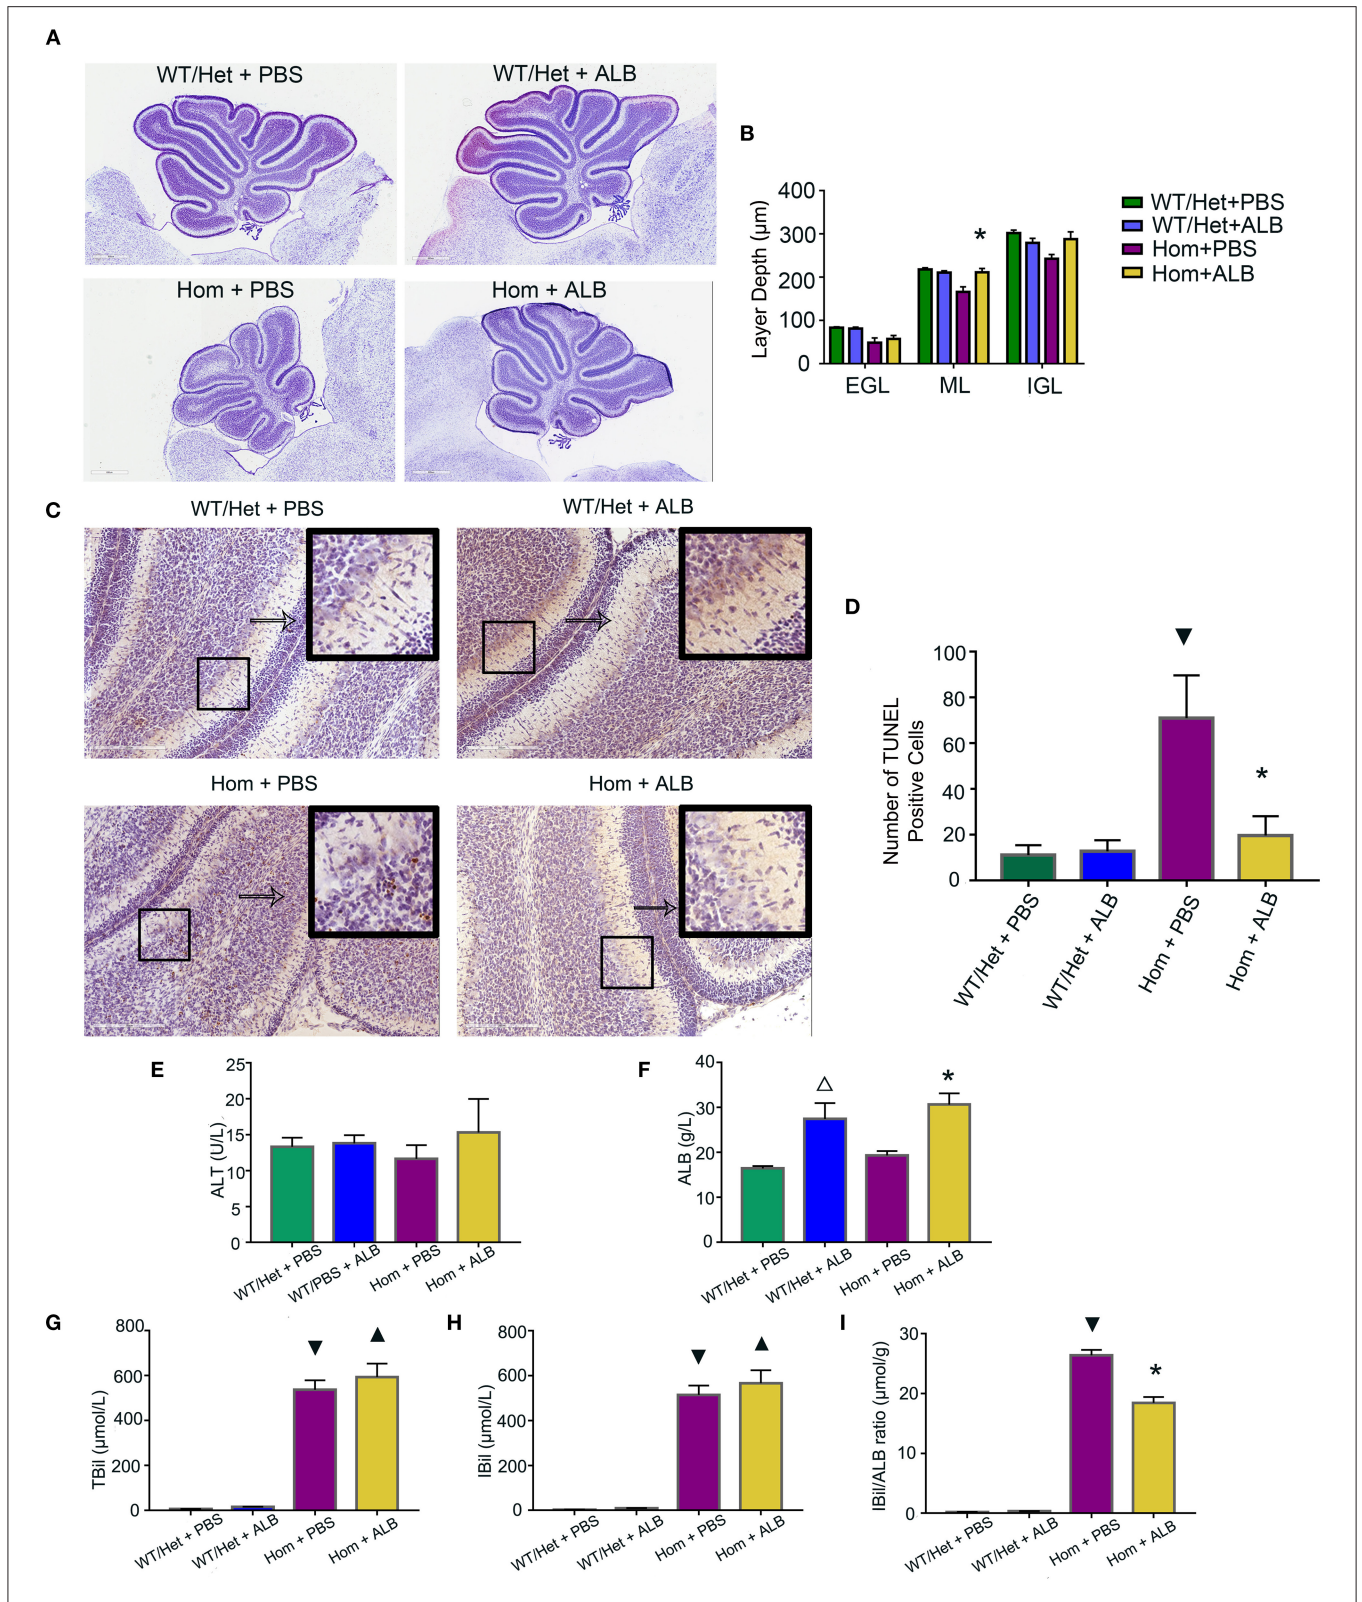 A
WT/Het + PBS
WT/Het + ALB
Hom + PBS
Hom + ALB
B
Layer Depth (μm)
400
300
200
100
0
*
EGL
ML
IGL
WT/Het+PBS
WT/Het+ALB
Hom+PBS
Hom+ALB
C
WT/Het + PBS
WT/Het + ALB
Hom + PBS
Hom + ALB
D
Number of TUNEL
Positive Cells
100
80
60
40
20
0
▼
*
WT/Het + PBS
WT/Het + ALB
Hom + PBS
Hom + ALB
E
ALT (U/L)
25
20
15
10
5
0
WT/Het + PBS
WT/PBS + ALB
Hom + PBS
Hom + ALB
F
ALB (g/L)
40
30
20
10
0
△
*
WT/Het + PBS
WT/Het + ALB
Hom + PBS
Hom + ALB
G
TBil (μmol/L)
800
600
400
200
0
▼
▲
WT/Het + PBS
WT/Het + ALB
Hom + PBS
Hom + ALB
H
IBil (μmol/L)
800
600
400
200
0
▼
▲
WT/Het + PBS
WT/Het + ALB
Hom + PBS
Hom + ALB
I
IBil/ALB ratio (μmol/g)
30
20
10
0
▼
*
WT/Het + PBS
WT/Het + ALB
Hom + PBS
Hom + ALB